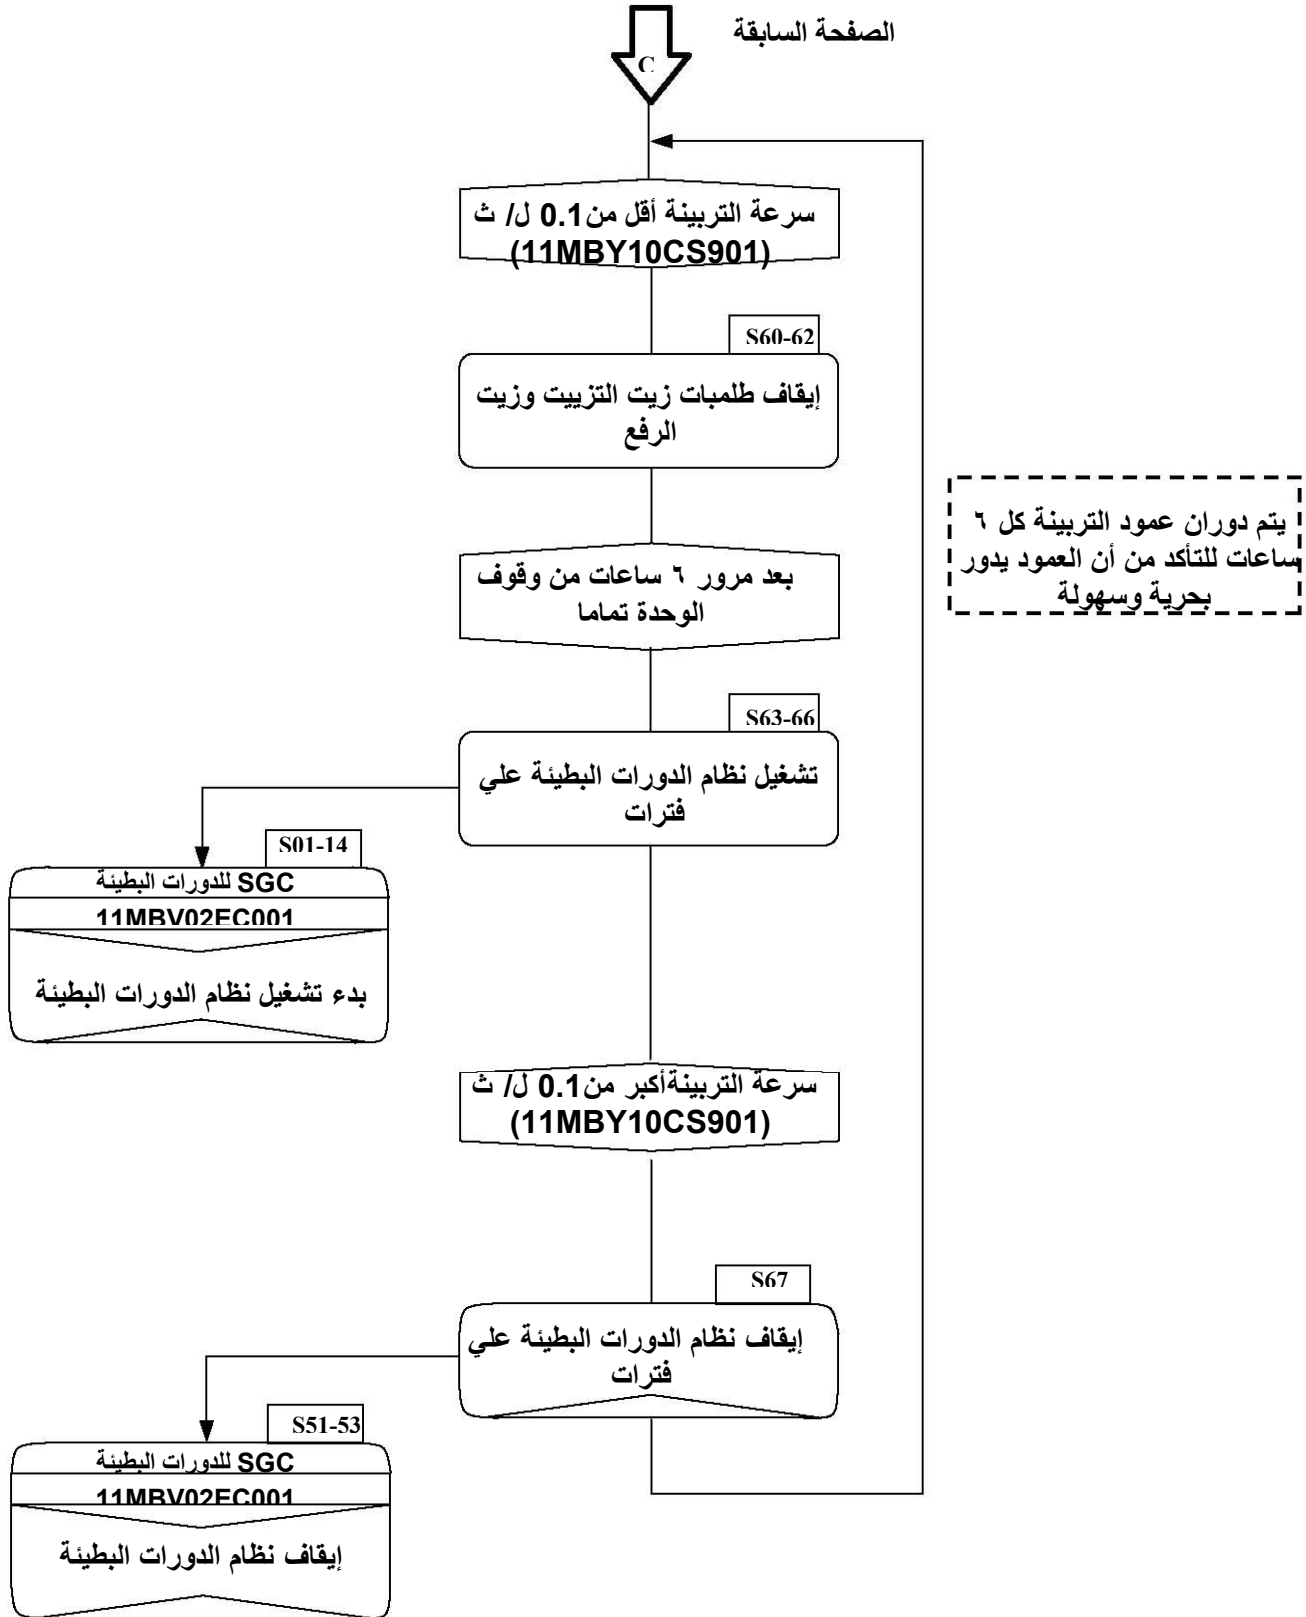 الصفحة السابقة
C
سرعة التربينة أقل من0.1 ل/ ث
(11MBY10CS901)
S60-62
إيقاف طلمبات زيت التزييت وزيت
الرفع
يتم دوران عمود التربينة كل ٦
ساعات للتأكد من أن العمود يدور
بحرية وسهولة
بعد مرور ٦ ساعات من وقوف
الوحدة تماما
S63-66
تشغيل نظام الدورات البطيئة علي
فترات
S01-14
SGC للدورات البطيئة
11MBV02EC001
بدء تشغيل نظام الدورات البطيئة
سرعة التربينةأكبر من0.1 ل/ ث
(11MBY10CS901)
S67
إيقاف نظام الدورات البطيئة علي
فترات
S51-53
SGC للدورات البطيئة
11MBV02EC001
إيقاف نظام الدورات البطيئة